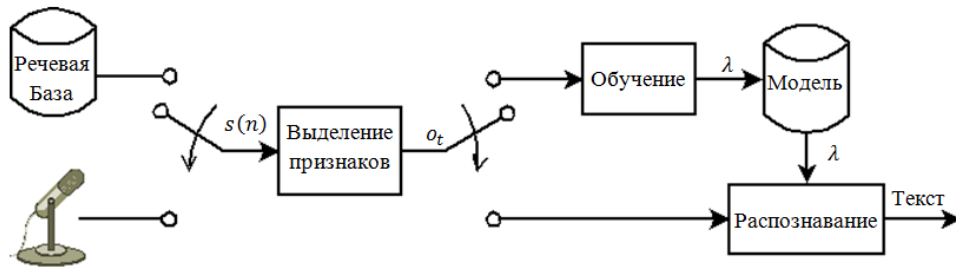 Речевая
База
s(n)
Выделение
признаков
o_t
Обучение
λ
Модель
λ
Распознавание
Текст